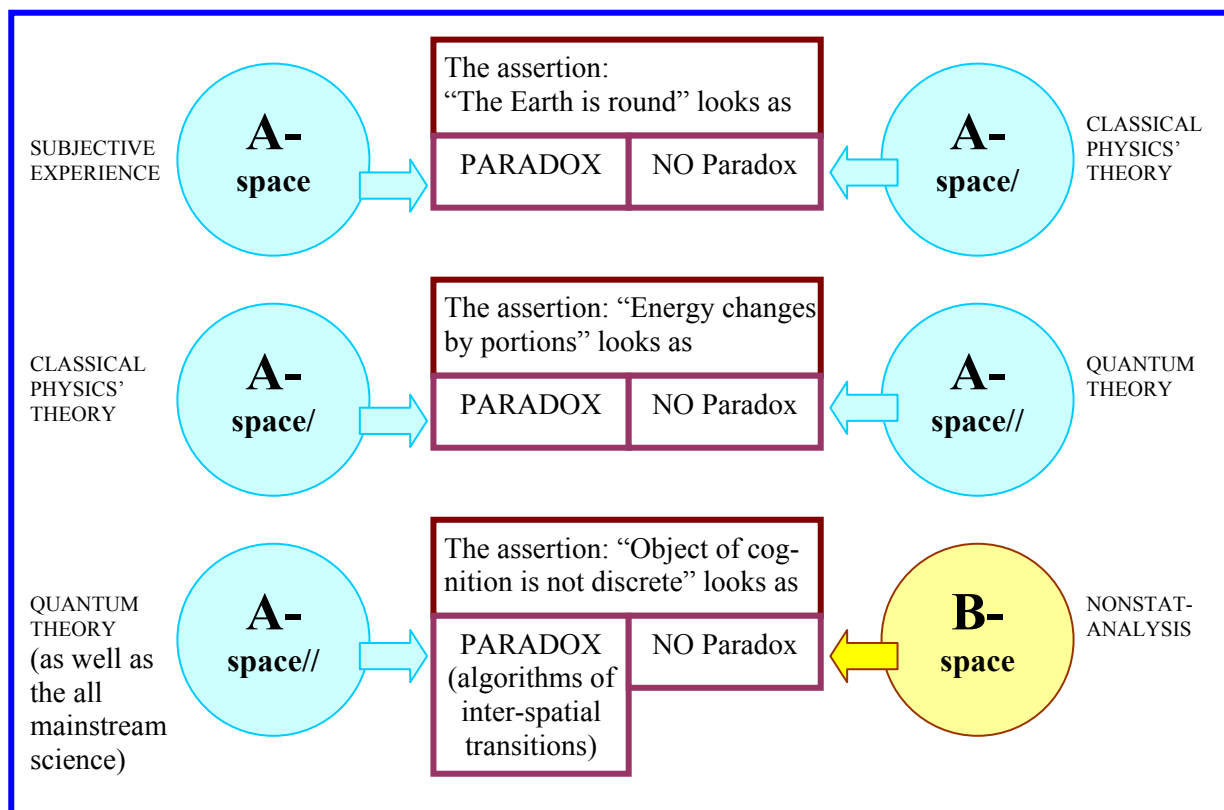 SUBJECTIVE
EXPERIENCE
A-
space
The assertion:
“The Earth is round” looks as
PARADOX
NO Paradox
A-
space/
CLASSICAL
PHYSICS’
THEORY
CLASSICAL
PHYSICS’
THEORY
A-
space/
The assertion: “Energy changes
by portions” looks as
PARADOX
NO Paradox
A-
space//
QUANTUM
THEORY
QUANTUM
THEORY
(as well as
the all
mainstream
science)
A-
space//
The assertion: “Object of cog-
nition is not discrete” looks as
PARADOX
(algorithms of
inter-spatial
transitions)
NO Paradox
B-
space
NONSTAT-
ANALYSIS